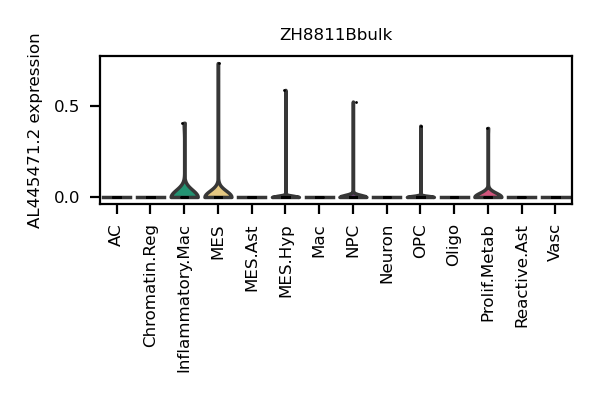 ZH8811Bbulk
AL445471.2 expression
0.5
0.0
AC
Chromatin.Reg
Inflammatory.Mac
MES
MES.Ast
MES.Hyp
Mac
NPC
Neuron
OPC
Oligo
Prolif.Metab
Reactive.Ast
Vasc